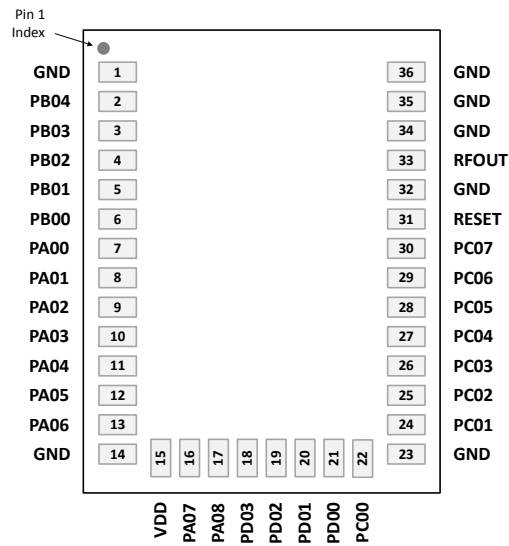 Pin 1
Index
GND 1 36 GND
PB04 2 35 GND
PB03 3 34 GND
PB02 4 33 RFOUT
PB01 5 32 GND
PB00 6 31 RESET
PA00 7 30 PC07
PA01 8 29 PC06
PA02 9 28 PC05
PA03 10 27 PC04
PA04 11 26 PC03
PA05 12 25 PC02
PA06 13 24 PC01
GND 14 23 GND
15 16 17 18 19 20 21 22
VDD PA07 PA08 PD03 PD02 PD01 PD00 PC00